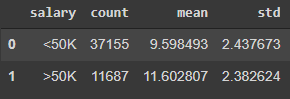 salary count mean std
0 <50K 37155 9.598493 2.437673
1 >50K 11687 11.602807 2.382624